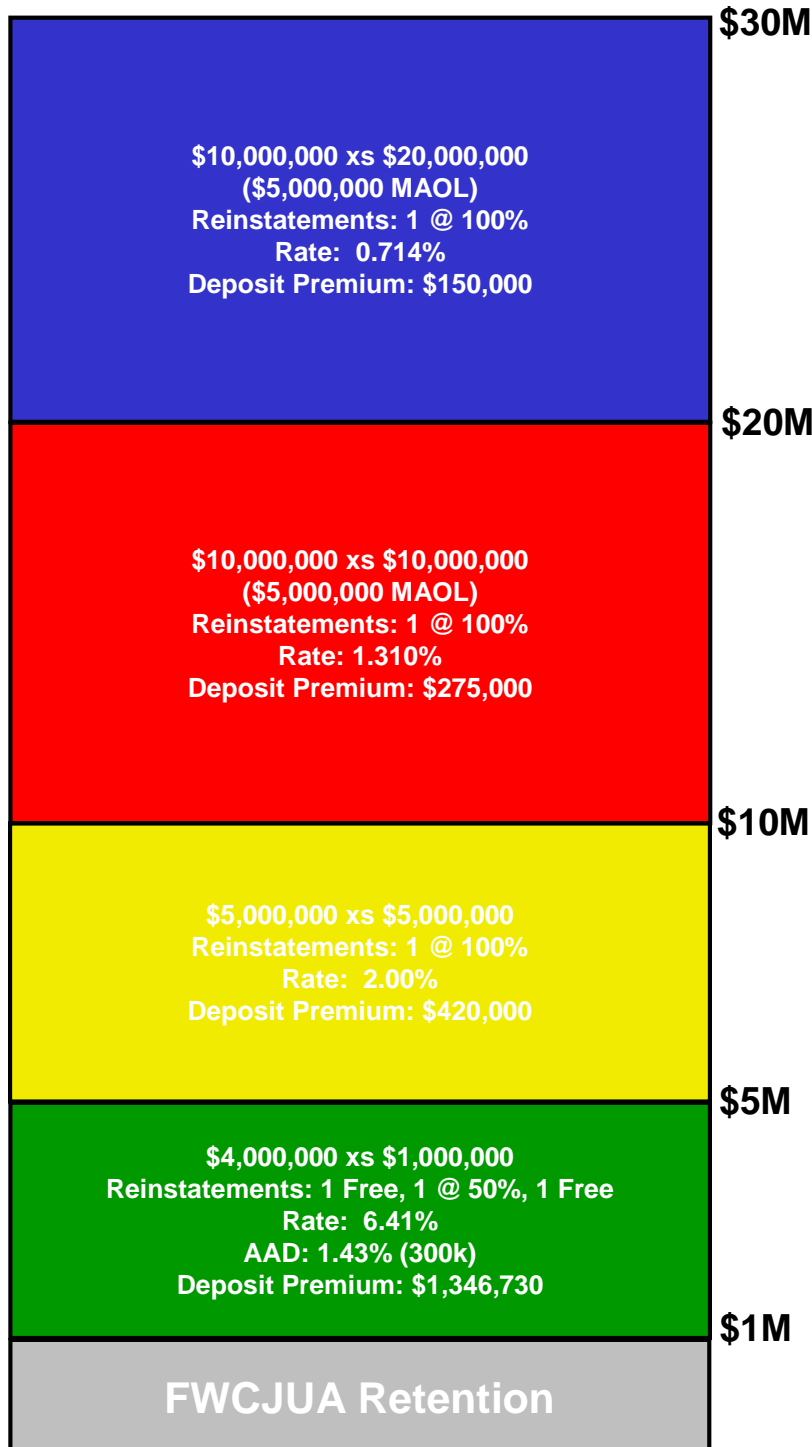 $30M
$10,000,000 xs $20,000,000
($5,000,000 MAOL)
Reinstatements: 1 @ 100%
Rate:  0.714%
Deposit Premium: $150,000
$20M
$10,000,000 xs $10,000,000
($5,000,000 MAOL)
Reinstatements: 1 @ 100%
Rate: 1.310%
Deposit Premium: $275,000
$10M
$5,000,000 xs $5,000,000
Reinstatements: 1 @ 100%
Rate:  2.00%
Deposit Premium: $420,000
$5M
$4,000,000 xs $1,000,000
Reinstatements: 1 Free, 1 @ 50%, 1 Free
Rate:  6.41%
AAD: 1.43% (300k)
Deposit Premium: $1,346,730
$1M
FWCJUA Retention